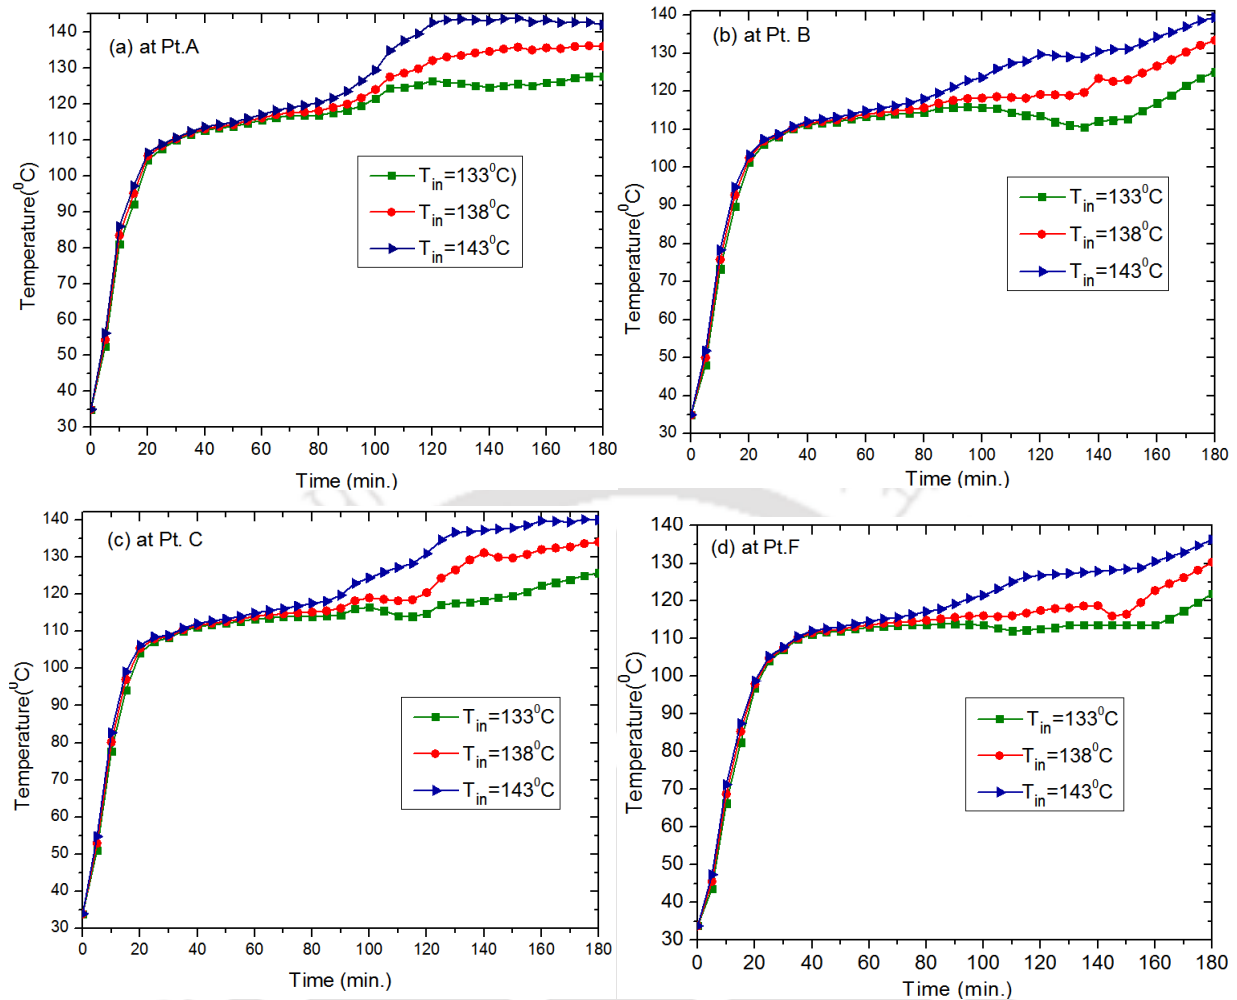 (a) at Pt.A
140
130
120
110
100
90
80
70
60
50
40
30
Temperature(⁰C)
T_in=133⁰C)
T_in=138⁰C
T_in=143⁰C
0 20 40 60 80 100 120 140 160 180
Time (min.)
(b) at Pt. B
140
130
120
110
100
90
80
70
60
50
40
30
Temperature(⁰C)
T_in=133⁰C
T_in=138⁰C
T_in=143⁰C
0 20 40 60 80 100 120 140 160 180
Time (min.)
(c) at Pt. C
140
130
120
110
100
90
80
70
60
50
40
30
Temperature(⁰C)
T_in=133⁰C
T_in=138⁰C
T_in=143⁰C
0 20 40 60 80 100 120 140 160 180
Time (min.)
(d) at Pt.F
140
130
120
110
100
90
80
70
60
50
40
30
Temperature(⁰C)
T_in=133⁰C
T_in=138⁰C
T_in=143⁰C
0 20 40 60 80 100 120 140 160 180
Time (min.)